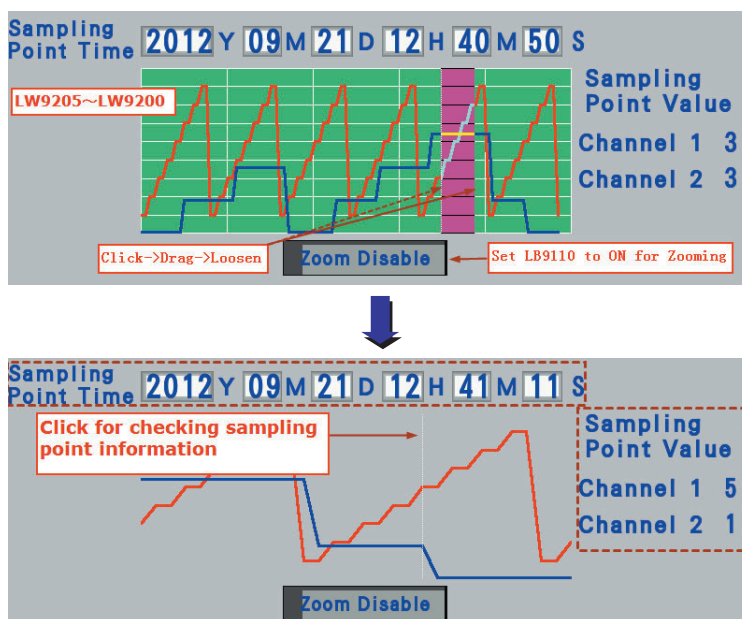 Sampling
Point Time 2012 Y 09 M 21 D 12 H 40 M 50 S
LW9205～LW9200
Sampling
Point Value
Channel 1 3
Channel 2 3
Click->Drag->Loosen
Zoom Disable
Set LB9110 to ON for Zooming
Sampling
Point Time 2012 Y 09 M 21 D 12 H 41 M 11 S
Click for checking sampling
point information
Sampling
Point Value
Channel 1 5
Channel 2 1
Zoom Disable